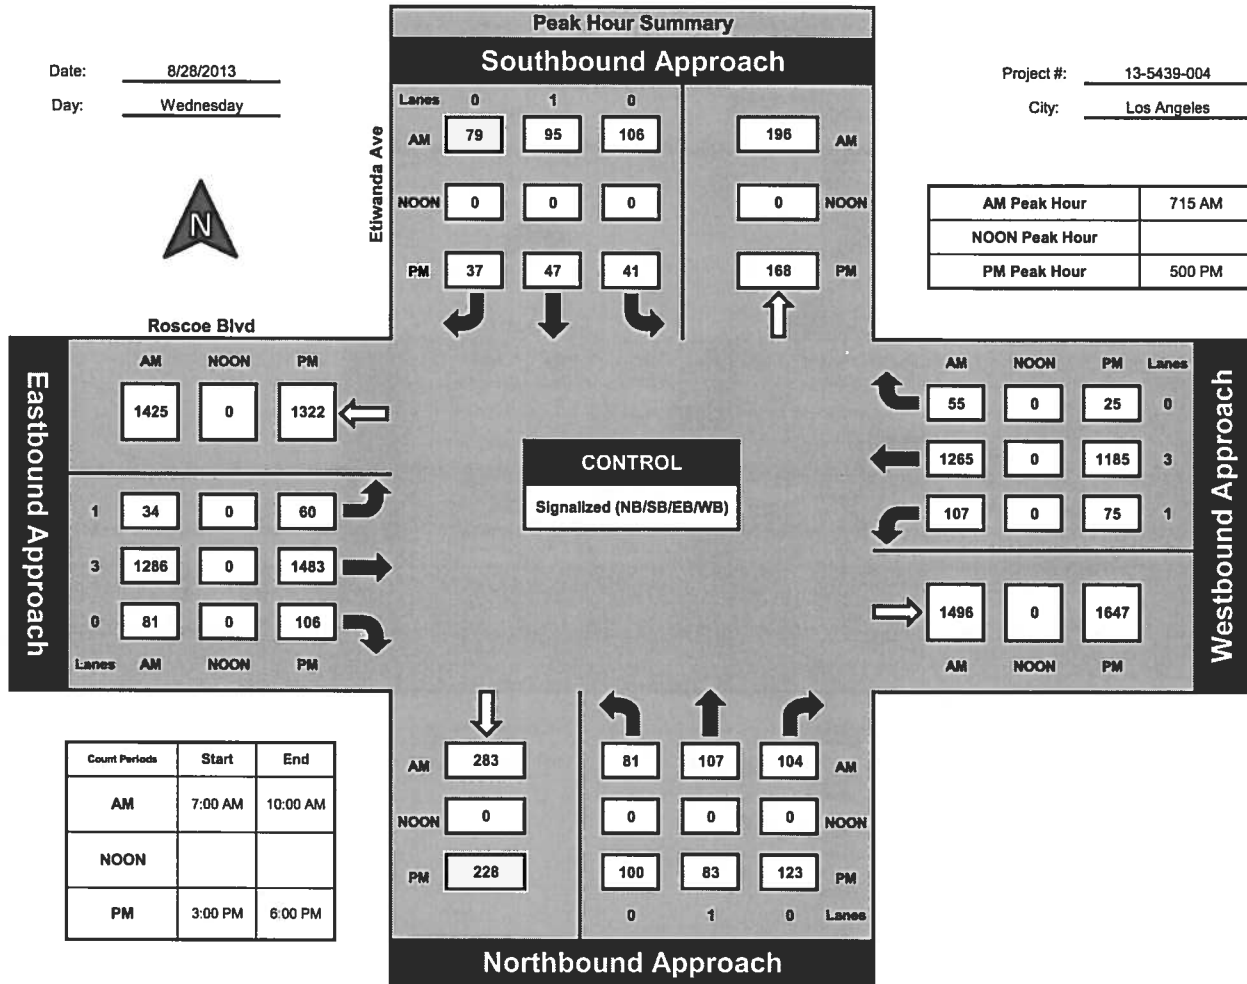 Peak Hour Summary
Southbound Approach
Date: 8/28/2013
Day: Wednesday
Project #: 13-5439-004
City: Los Angeles
Etiwanda Ave
Lanes 0 1 0
AM 79 95 106 196 AM
NOON 0 0 0 0 NOON
PM 37 47 41 168 PM
N
AM Peak Hour 715 AM
NOON Peak Hour
PM Peak Hour 500 PM
Roscoe Blvd
Eastbound Approach
AM NOON PM
1425 0 1322
1 34 0 60
3 1286 0 1483
0 81 0 106
Lanes AM NOON PM
CONTROL
Signalized (NB/SB/EB/WB)
AM NOON PM Lanes
55 0 25 0
1265 0 1185 3
107 0 75 1
1496 0 1647
AM NOON PM
Westbound Approach
Count Periods Start End
AM 7:00 AM 10:00 AM
NOON
PM 3:00 PM 6:00 PM
AM 283 81 107 104 AM
NOON 0 0 0 0 NOON
PM 228 100 83 123 PM
0 1 0 Lanes
Northbound Approach